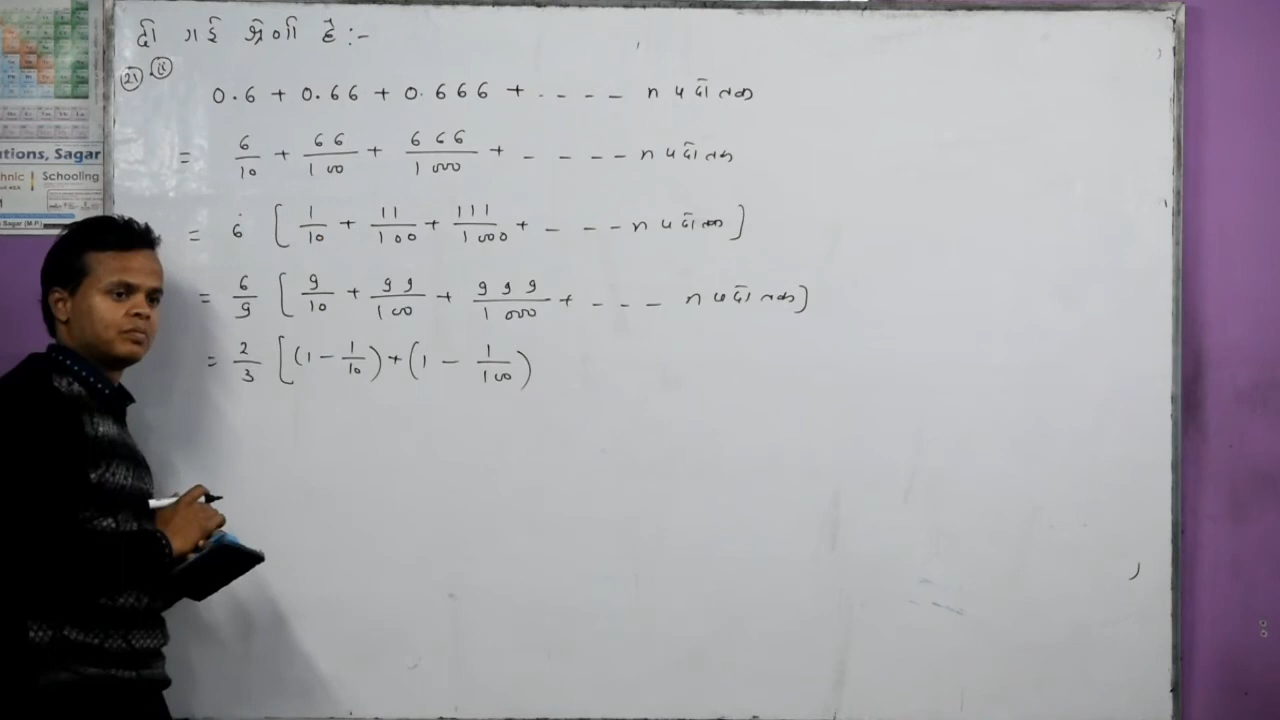 दी गई श्रेणी है :-
21 ii
0.6 + 0.66 + 0.666 + . - - - - n पदों तक
= 6/10 + 66/100 + 666/1000 + - - - - - n पदों तक
= 6 [ 1/10 + 11/100 + 111/1000 + - - - - n पदों तक ]
= 6/9 [ 9/10 + 99/100 + 999/1000 + - - - n पदों तक ]
= 2/3 [ (1 - 1/10) + (1 - 1/100)
tions, Sagar
hnic Schooling
Sagar (M.P.)